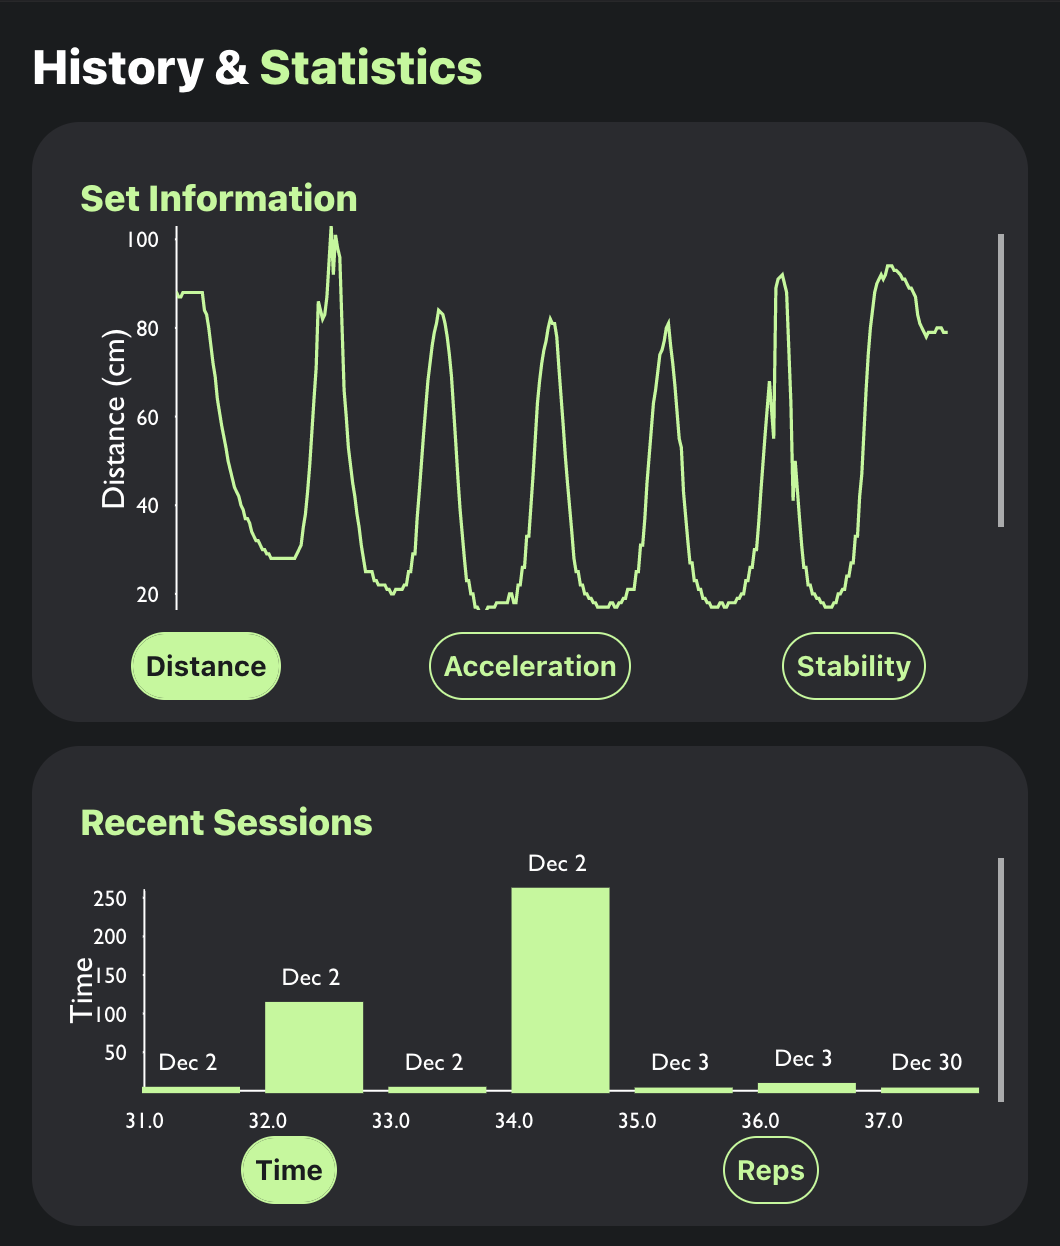 History & Statistics
Set Information
100
80
60
40
20
Distance (cm)
Distance
Acceleration
Stability
Recent Sessions
Dec 2
250
200
150
100
50
Time
Dec 2
Dec 2
Dec 2
Dec 3
Dec 3
Dec 30
31.0 32.0 33.0 34.0 35.0 36.0 37.0
Time
Reps